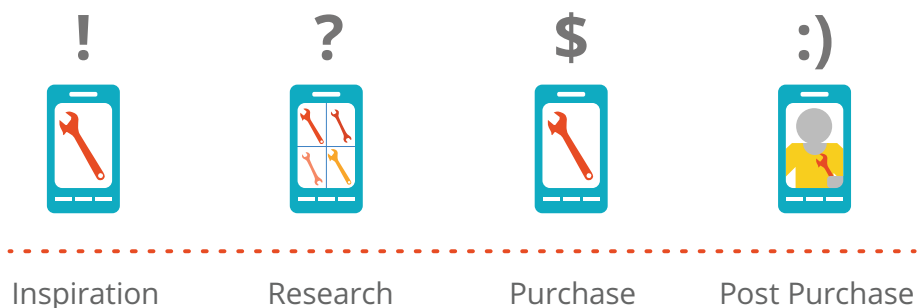 ! ? $ :)
Inspiration Research Purchase Post Purchase